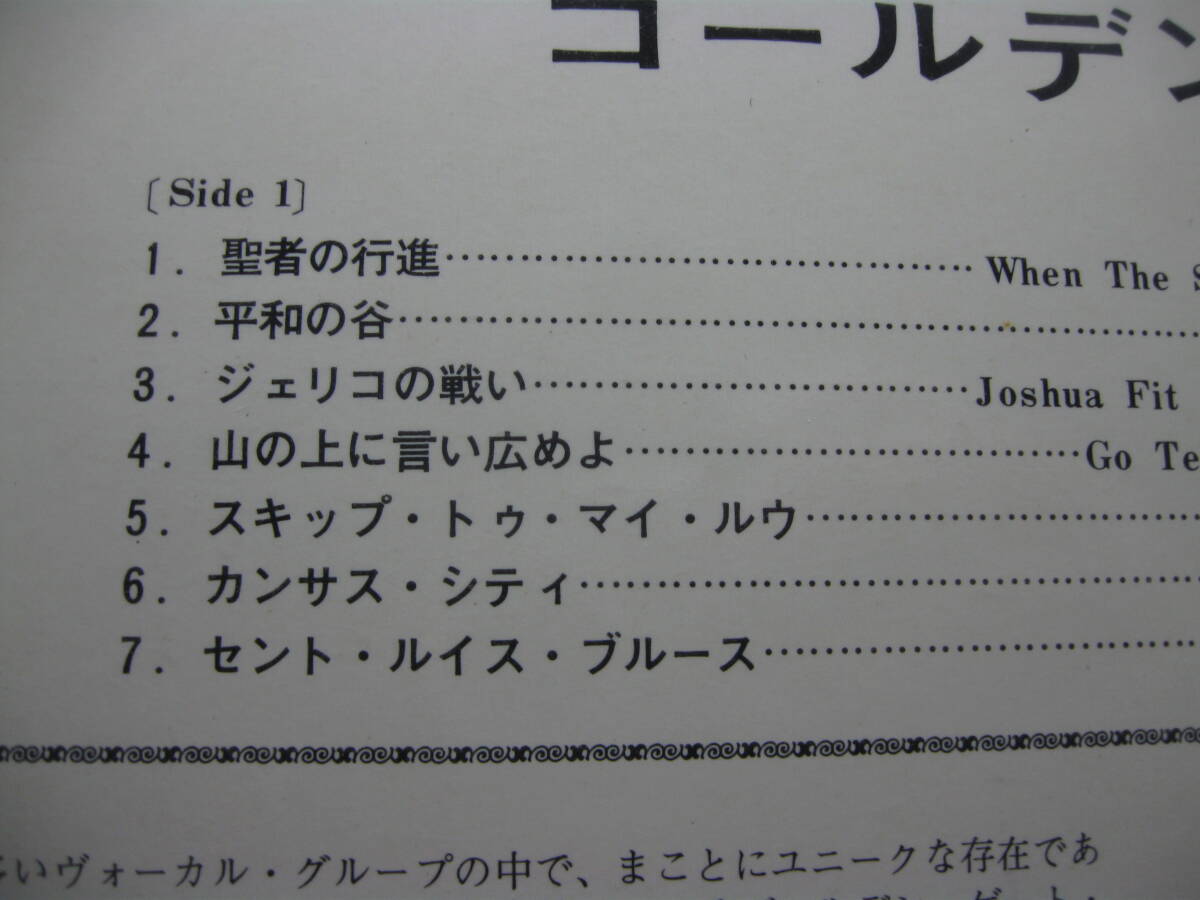 ゴールデン
[Side 1]
1. 聖者の行進 When The S
2. 平和の谷
3. ジェリコの戦い Joshua Fit
4. 山の上に言い広めよ Go Te
5. スキップ・トゥ・マイ・ルウ
6. カンサス・シティ
7. セント・ルイス・ブルース
いヴォーカル・グループの中で、まことにユニークな存在であ